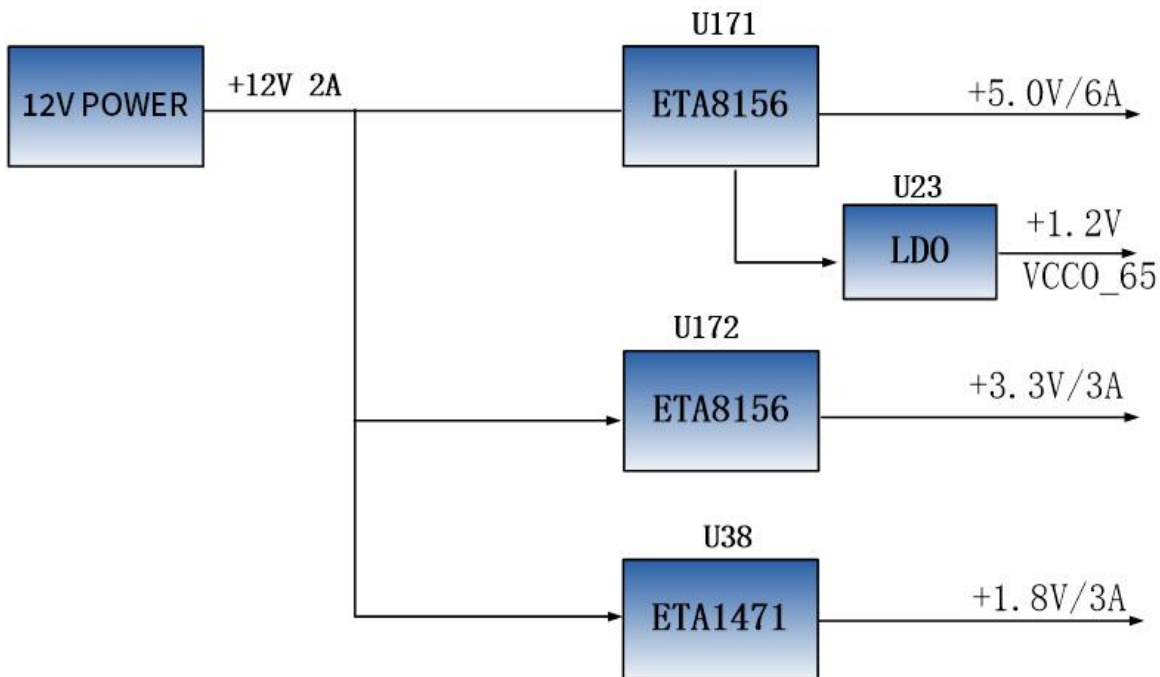 U171
12V POWER
+12V 2A
ETA8156
+5.0V/6A
U23
LDO
+1.2V
VCCO_65
U172
ETA8156
+3.3V/3A
U38
ETA1471
+1.8V/3A